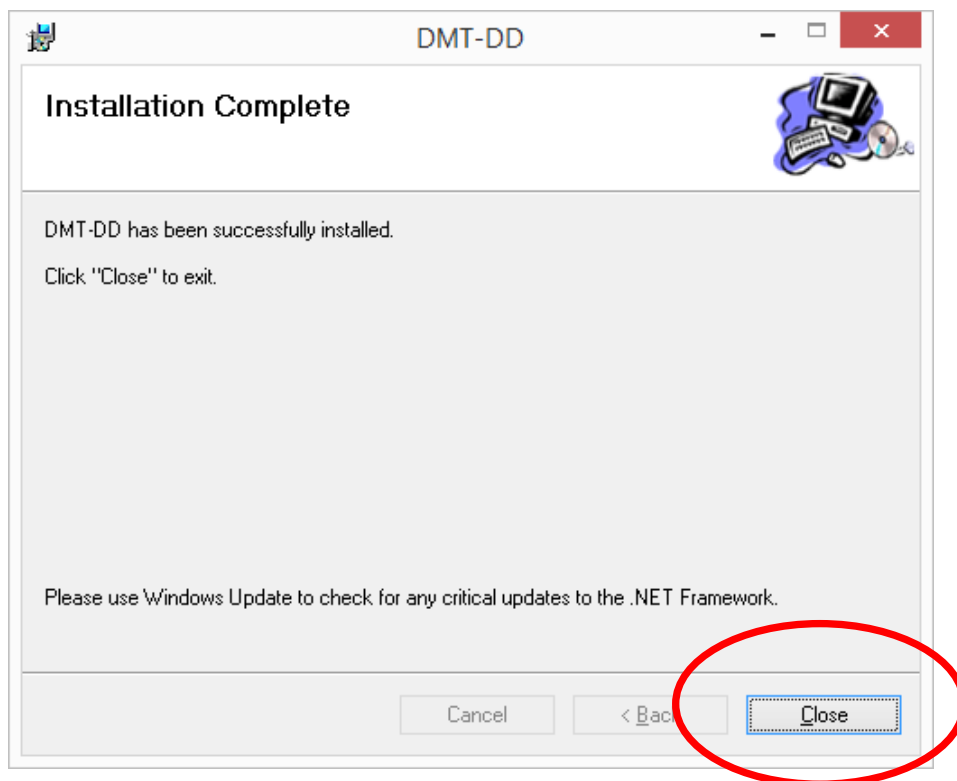 DMT-DD
Installation Complete
DMT-DD has been successfully installed.
Click "Close" to exit.
Please use Windows Update to check for any critical updates to the .NET Framework.
Cancel
< Back
Close